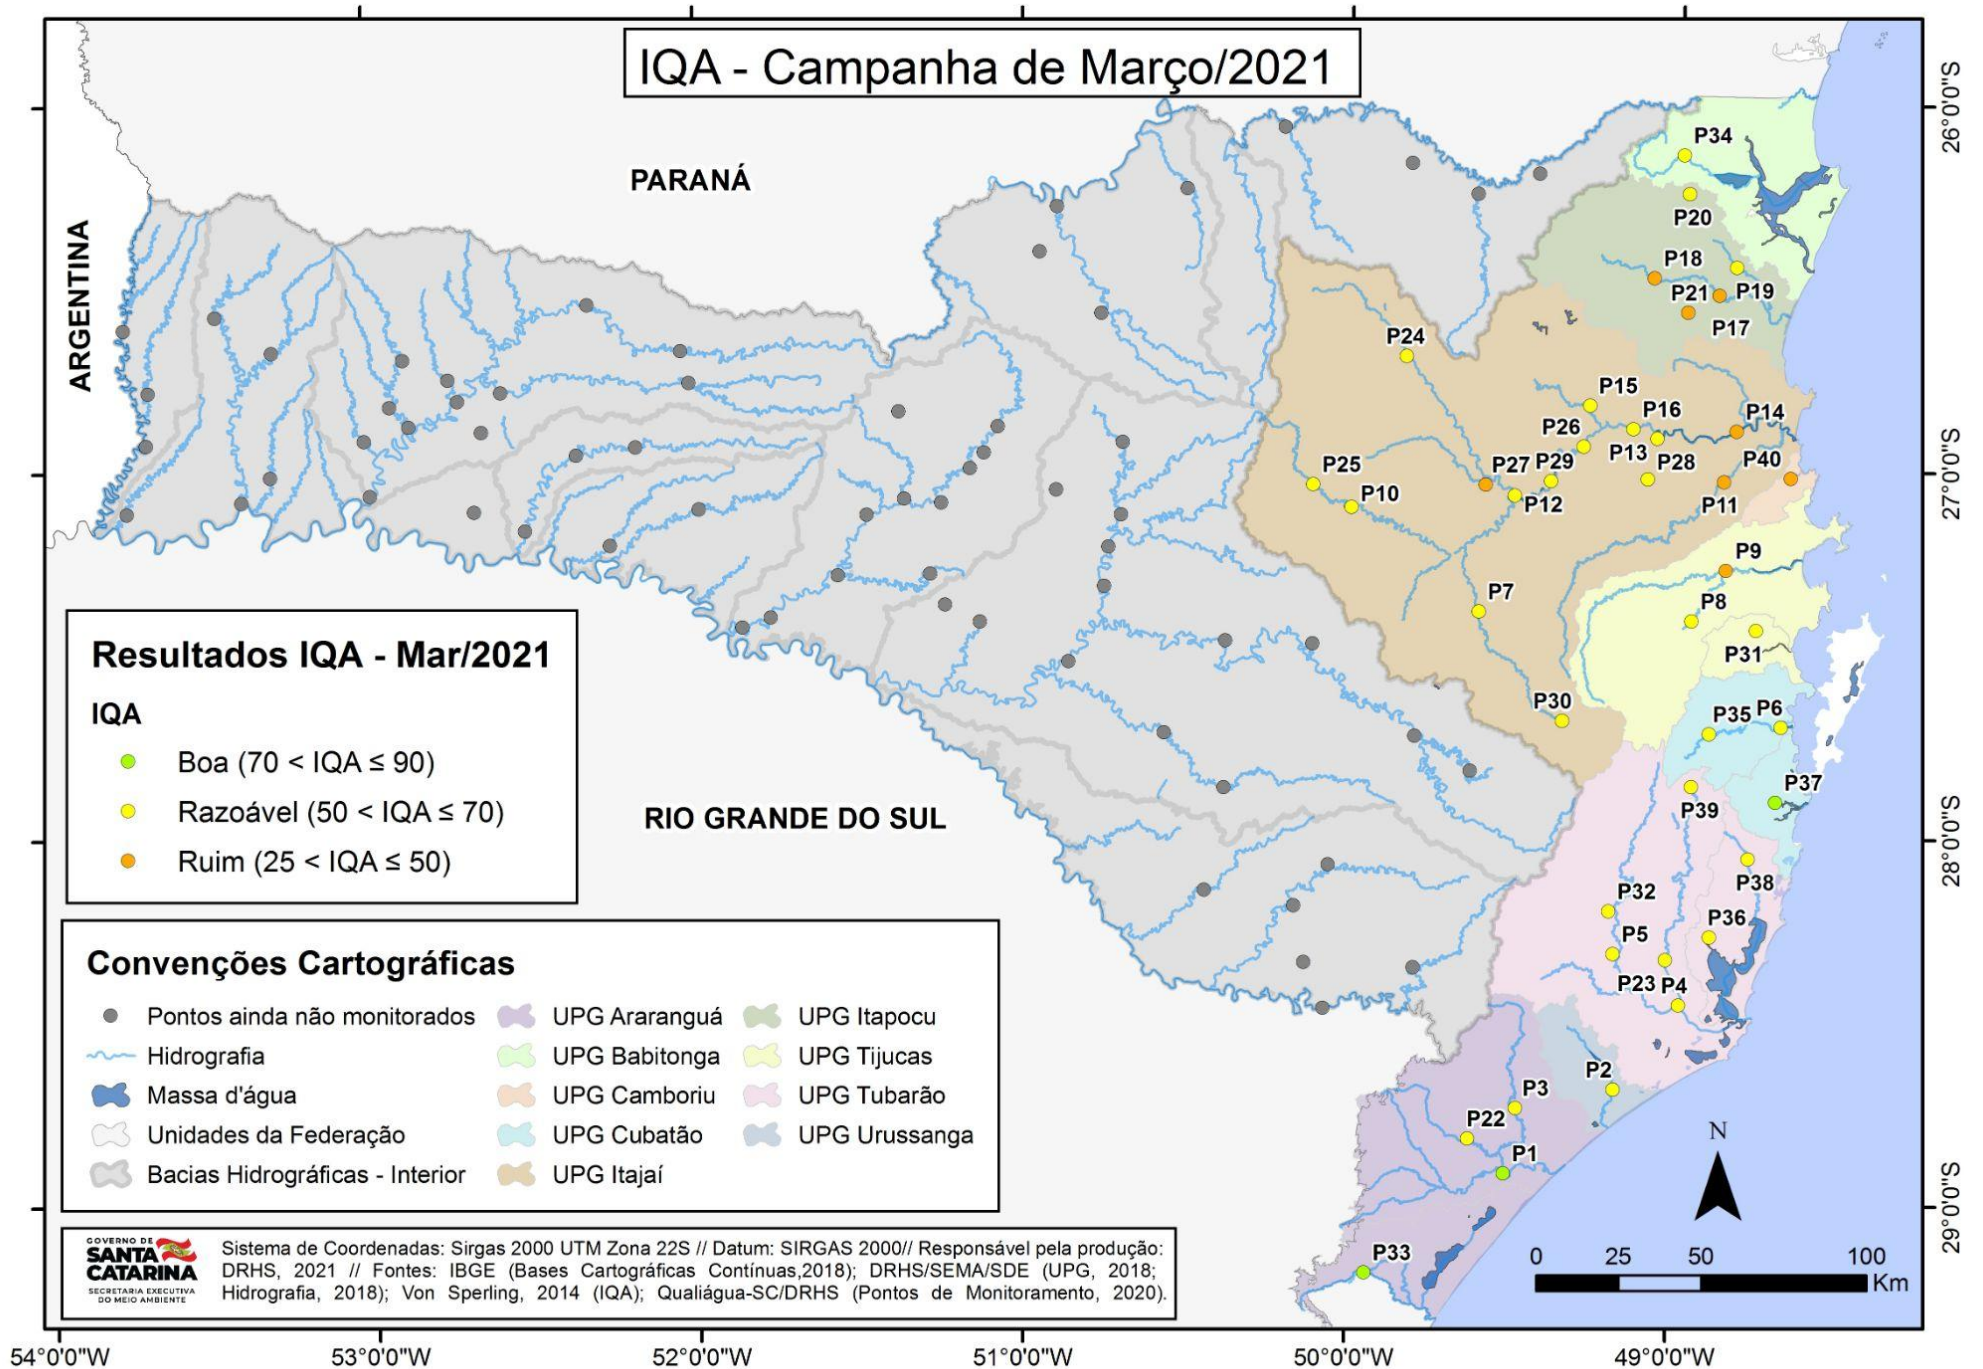 IQA - Campanha de Março/2021
26°0'0"S
27°0'0"S
28°0'0"S
29°0'0"S
PARANÁ
ARGENTINA
RIO GRANDE DO SUL
P34
P20
P18
P21
P19
P17
P24
P15
P16
P14
P26
P13
P28
P40
P25
P10
P27
P29
P12
P11
P9
P7
P8
P31
P30
P35
P6
P37
P39
P32
P38
P36
P5
P23
P4
P2
P3
P22
P1
P33
Resultados IQA - Mar/2021
IQA
Boa (70 < IQA ≤ 90)
Razoável (50 < IQA ≤ 70)
Ruim (25 < IQA ≤ 50)
Convenções Cartográficas
Pontos ainda não monitorados
Hidrografia
Massa d'água
Unidades da Federação
Bacias Hidrográficas - Interior
UPG Araranguá
UPG Babitonga
UPG Camboriu
UPG Cubatão
UPG Itajaí
UPG Itapocu
UPG Tijucas
UPG Tubarão
UPG Urussanga
GOVERNO DE
SANTA
CATARINA
SECRETARIA EXECUTIVA
DO MEIO AMBIENTE
Sistema de Coordenadas: Sirgas 2000 UTM Zona 22S // Datum: SIRGAS 2000// Responsável pela produção:
DRHS, 2021 // Fontes: IBGE (Bases Cartográficas Contínuas,2018); DRHS/SEMA/SDE (UPG, 2018;
Hidrografia, 2018); Von Sperling, 2014 (IQA); Qualiágua-SC/DRHS (Pontos de Monitoramento, 2020).
N
0 25 50 100
Km
54°0'0"W 53°0'0"W 52°0'0"W 51°0'0"W 50°0'0"W 49°0'0"W